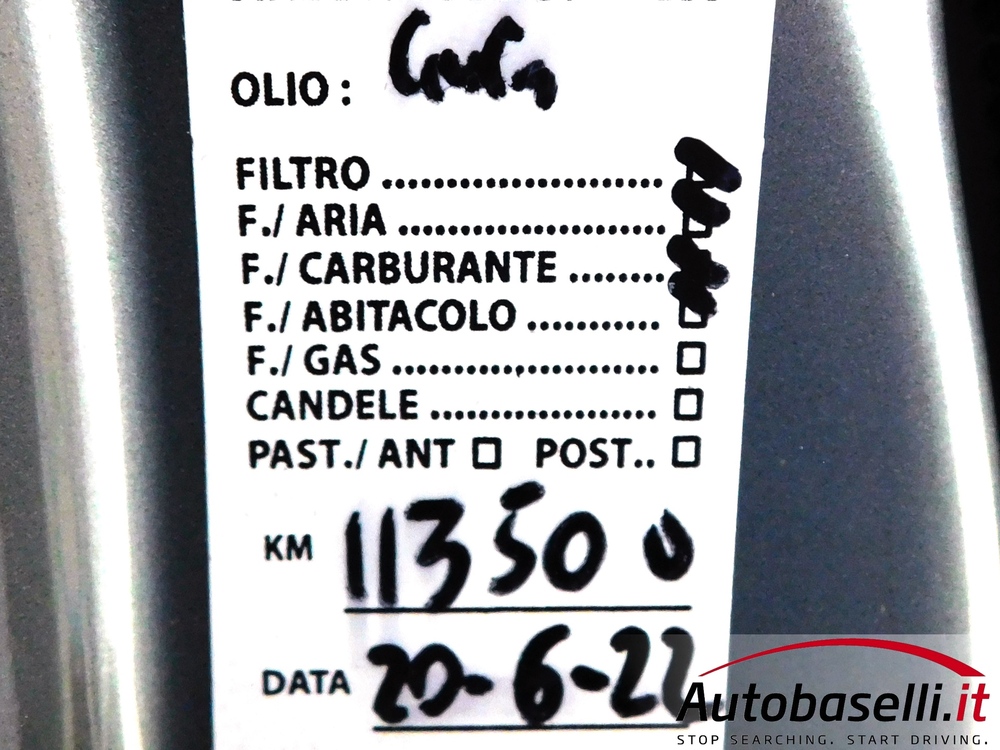 OLIO :
FILTRO ........................
F./ ARIA ........................
F./ CARBURANTE ........
F./ ABITACOLO ............
F./ GAS .........................
CANDELE .....................
PAST./ ANT POST..
KM 113500
DATA 20-6-22
Autobaselli.it
STOP SEARCHING. START DRIVING.